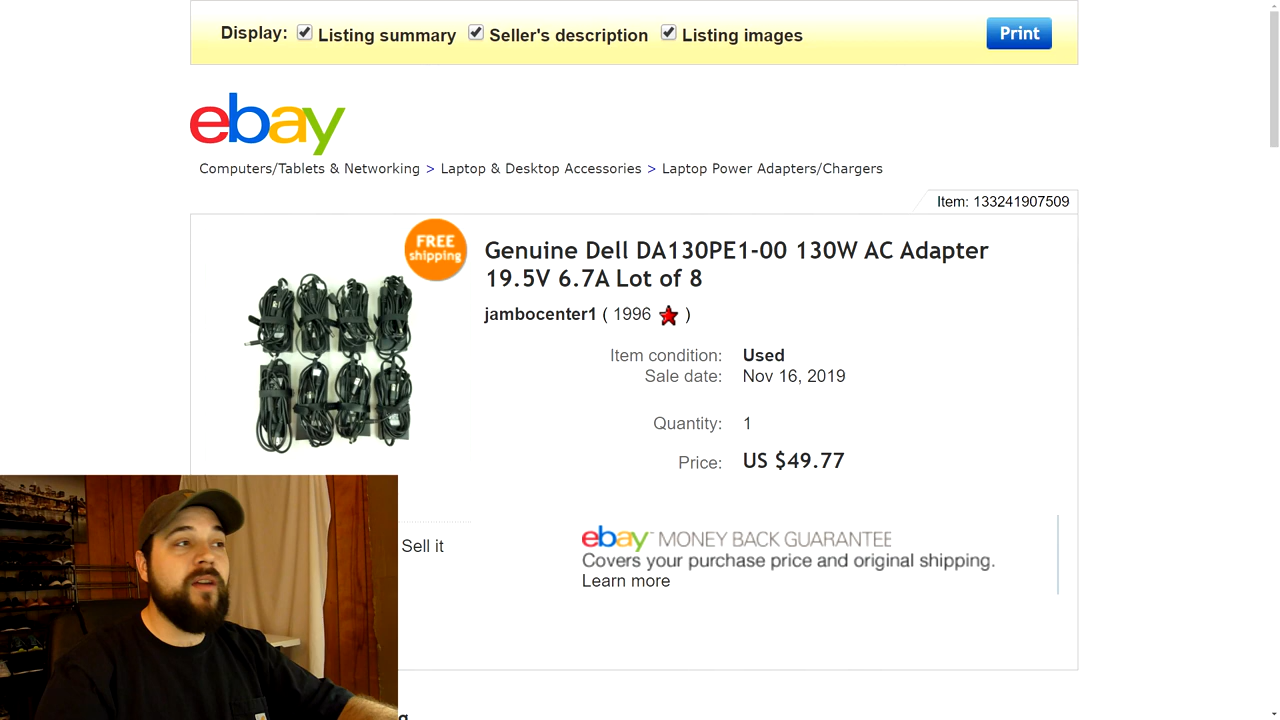 Display: Listing summary Seller's description Listing images Print
ebay
Computers/Tablets & Networking > Laptop & Desktop Accessories > Laptop Power Adapters/Chargers
Item: 133241907509
FREE
shipping
Genuine Dell DA130PE1-00 130W AC Adapter
19.5V 6.7A Lot of 8
jambocenter1 ( 1996 )
Item condition: Used
Sale date: Nov 16, 2019
Quantity: 1
Price: US $49.77
Sell it
ebay MONEY BACK GUARANTEE
Covers your purchase price and original shipping.
Learn more